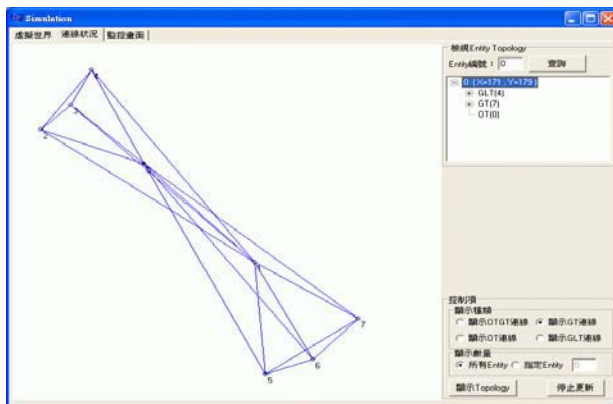 Simulation
虛擬世界 連線狀況 監控畫面
檢視Entity Topology
Entity編號： 0 查詢
0 (X=171 , Y=179)
GLT(4)
GT(7)
OT(0)
3
2
5
6
7
控制項
顯示種類
顯示OTGT連線 顯示GT連線
顯示OT連線 顯示GLT連線
顯示數量
所有Entity 指定Entity 0
顯示Topology 停止更新